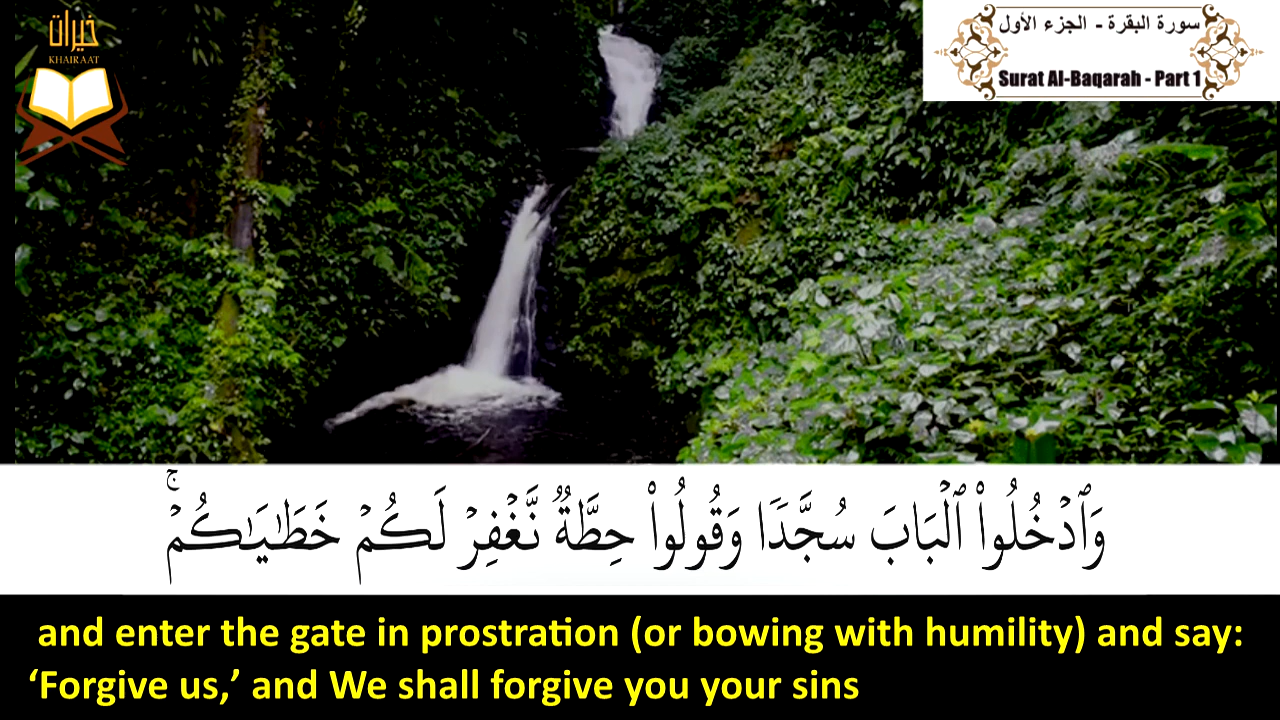 خيرات
KHAIRAAT
سورة البقرة - الجزء الأول
Surat Al-Baqarah - Part 1
وَٱدۡخُلُواْ ٱلۡبَابَ سُجَّدٗا وَقُولُواْ حِطَّةٞ نَّغۡفِرۡ لَكُمۡ خَطَٰيَٰكُمۡۚ
and enter the gate in prostration (or bowing with humility) and say:
‘Forgive us,’ and We shall forgive you your sins